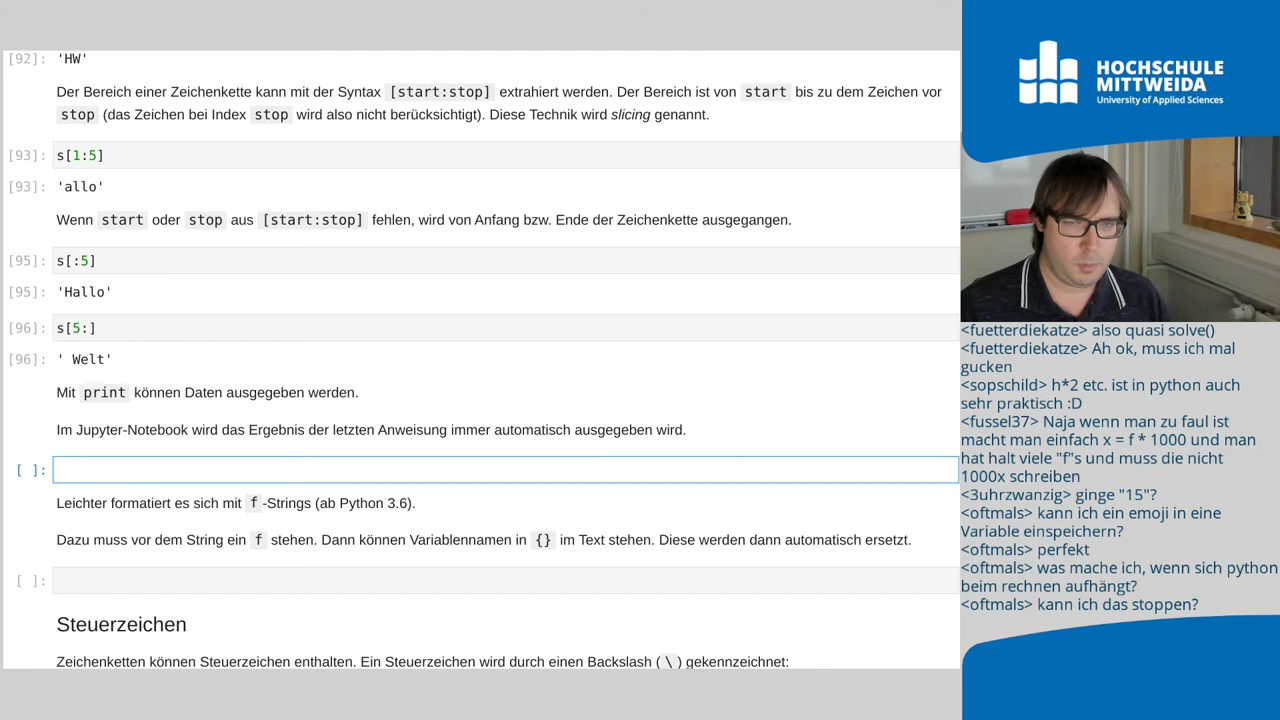 [92]: 'HW'
Der Bereich einer Zeichenkette kann mit der Syntax [start:stop] extrahiert werden. Der Bereich ist von start bis zu dem Zeichen vor
stop (das Zeichen bei Index stop wird also nicht berücksichtigt). Diese Technik wird slicing genannt.
[93]: s[1:5]
[93]: 'allo'
Wenn start oder stop aus [start:stop] fehlen, wird von Anfang bzw. Ende der Zeichenkette ausgegangen.
[95]: s[:5]
[95]: 'Hallo'
[96]: s[5:]
[96]: ' Welt'
Mit print können Daten ausgegeben werden.
Im Jupyter-Notebook wird das Ergebnis der letzten Anweisung immer automatisch ausgegeben wird.
[ ]:
Leichter formatiert es sich mit f -Strings (ab Python 3.6).
Dazu muss vor dem String ein f stehen. Dann können Variablennamen in {} im Text stehen. Diese werden dann automatisch ersetzt.
[ ]:
Steuerzeichen
Zeichenketten können Steuerzeichen enthalten. Ein Steuerzeichen wird durch einen Backslash ( \ ) gekennzeichnet:
HOCHSCHULE
MITTWEIDA
University of Applied Sciences
<fuetterdiekatze> also quasi solve()
<fuetterdiekatze> Ah ok, muss ich mal
gucken
<sopschild> h*2 etc. ist in python auch
sehr praktisch :D
<fussel37> Naja wenn man zu faul ist
macht man einfach x = f * 1000 und man
hat halt viele "f"s und muss die nicht
1000x schreiben
<3uhrzwanzig> ginge "15"?
<oftmals> kann ich ein emoji in eine
Variable einspeichern?
<oftmals> perfekt
<oftmals> was mache ich, wenn sich python
beim rechnen aufhängt?
<oftmals> kann ich das stoppen?